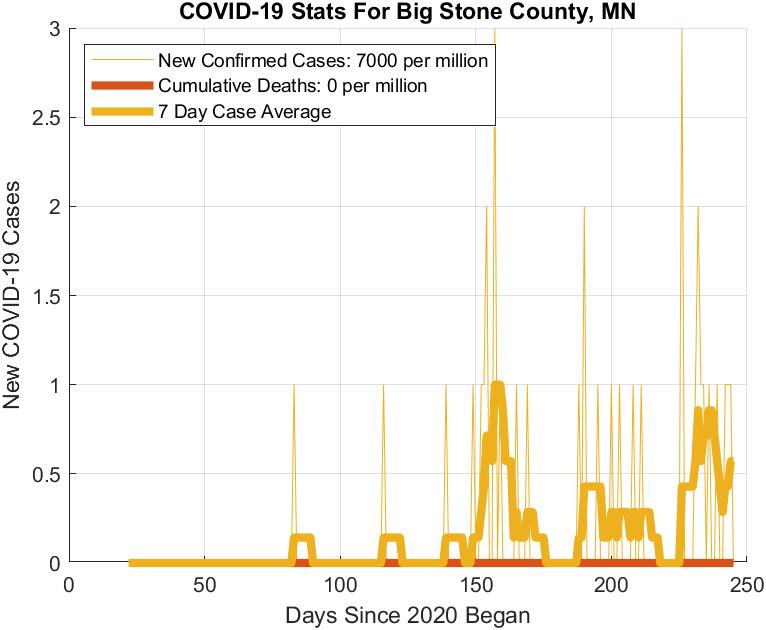 COVID-19 Stats For Big Stone County, MN
New Confirmed Cases: 7000 per million
Cumulative Deaths: 0 per million
7 Day Case Average
New COVID-19 Cases
3
2.5
2
1.5
1
0.5
0
0 50 100 150 200 250
Days Since 2020 Began